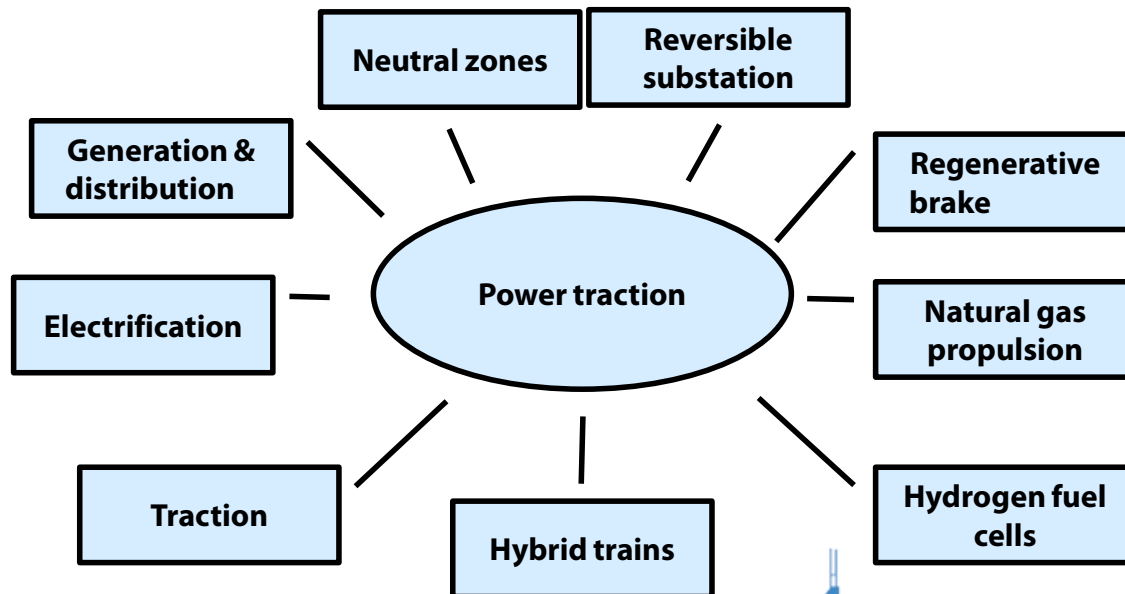 Neutral zones
Reversible
substation
Generation &
distribution
Regenerative
brake
Electrification
Power traction
Natural gas
propulsion
Traction
Hybrid trains
Hydrogen fuel
cells